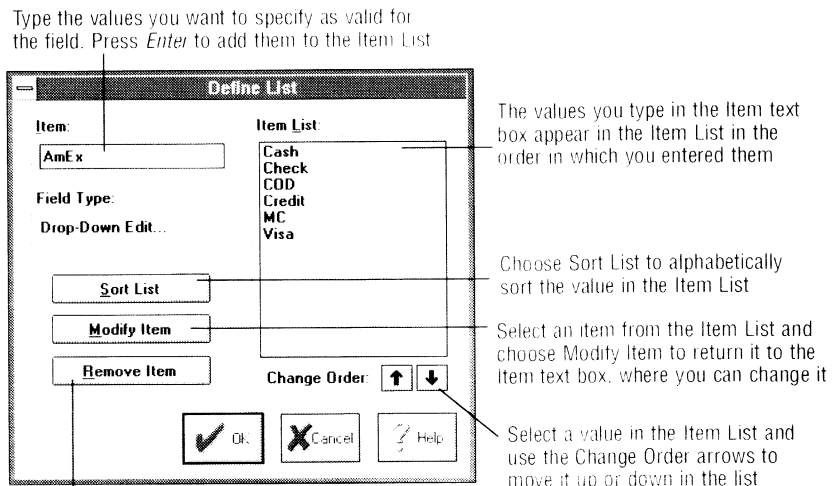 Type the values you want to specify as valid for
the field. Press Enter to add them to the Item List
Define List
Item:
AmEx
Field Type:
Drop-Down Edit...
Sort List
Modify Item
Remove Item
Item List:
Cash
Check
COD
Credit
MC
Visa
Change Order:
OK
Cancel
Help
The values you type in the Item text
box appear in the Item List in the
order in which you entered them
Choose Sort List to alphabetically
sort the value in the Item List
Select an item from the Item List and
choose Modify Item to return it to the
Item text box, where you can change it
Select a value in the Item List and
use the Change Order arrows to
move it up or down in the list